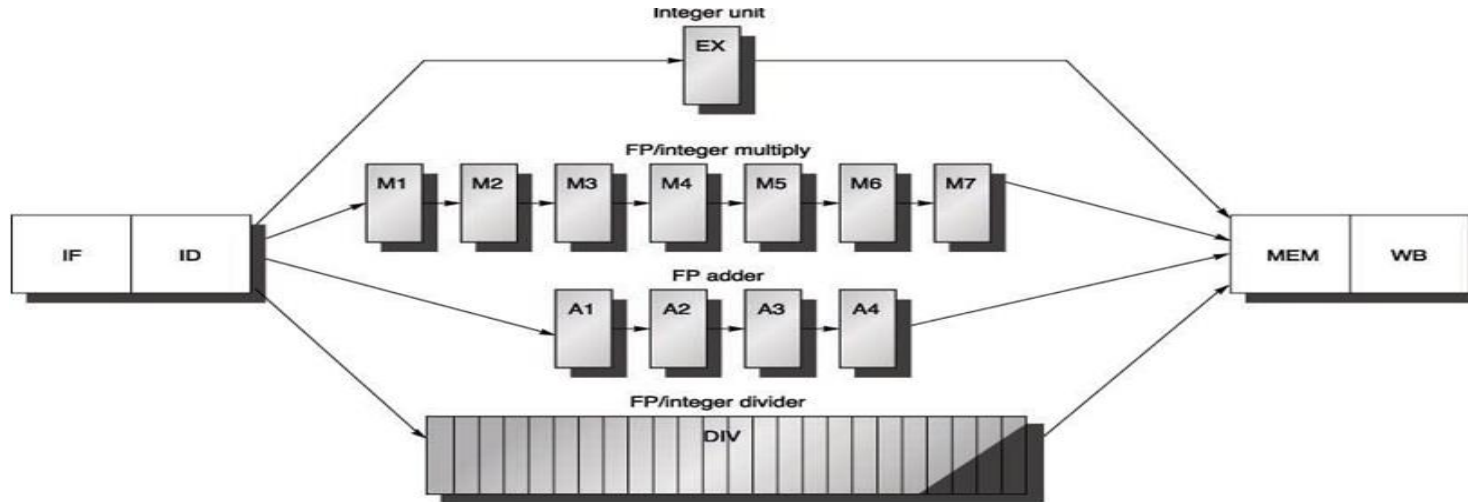 Integer unit
EX
FP/integer multiply
M1 M2 M3 M4 M5 M6 M7
IF ID MEM WB
FP adder
A1 A2 A3 A4
FP/integer divider
DIV